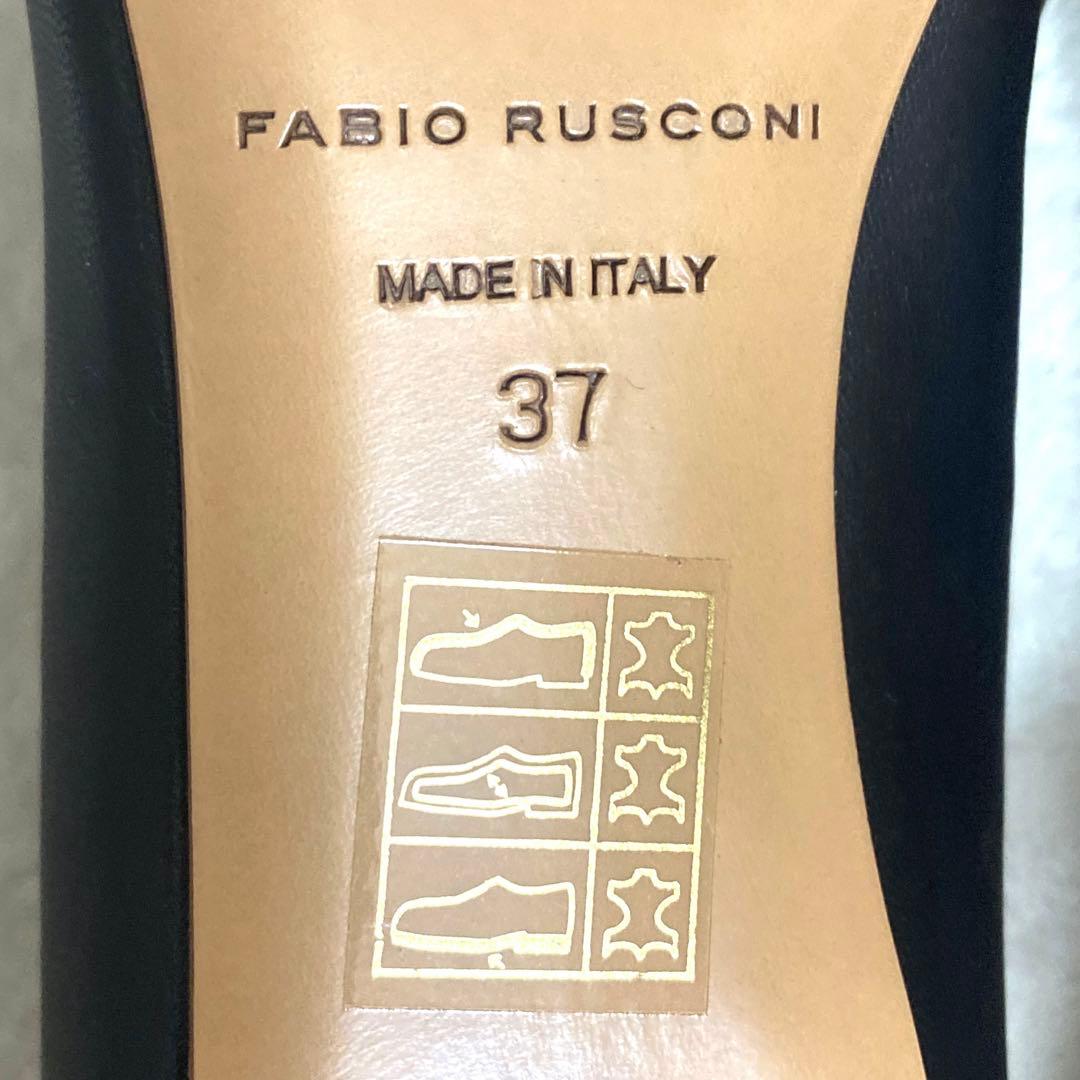 FABIO RUSCONI
MADE IN ITALY
37